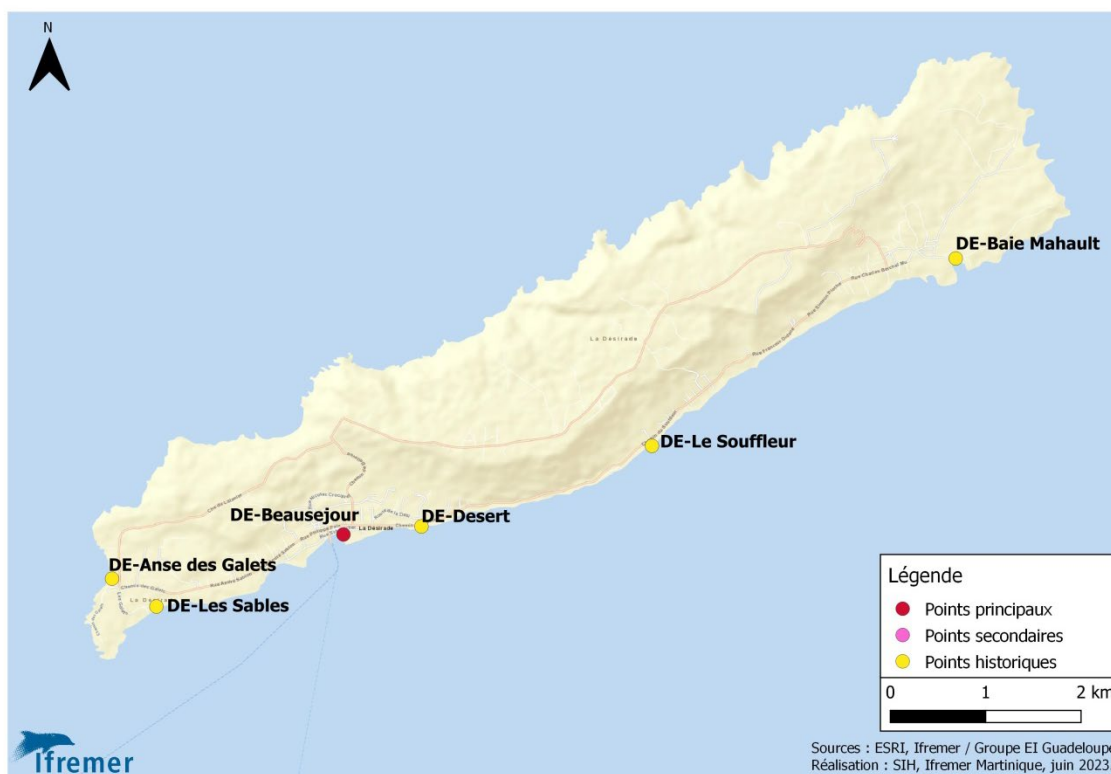 N
DE-Baie Mahault
La Désirade
DE-Le Souffleur
DE-Beausejour
DE-Desert
La Désirade
DE-Anse des Galets
DE-Les Sables
Légende
Points principaux
Points secondaires
Points historiques
0 1 2 km
Ifremer
Sources : ESRI, Ifremer / Groupe EI Guadeloupe
Réalisation : SIH, Ifremer Martinique, juin 2023